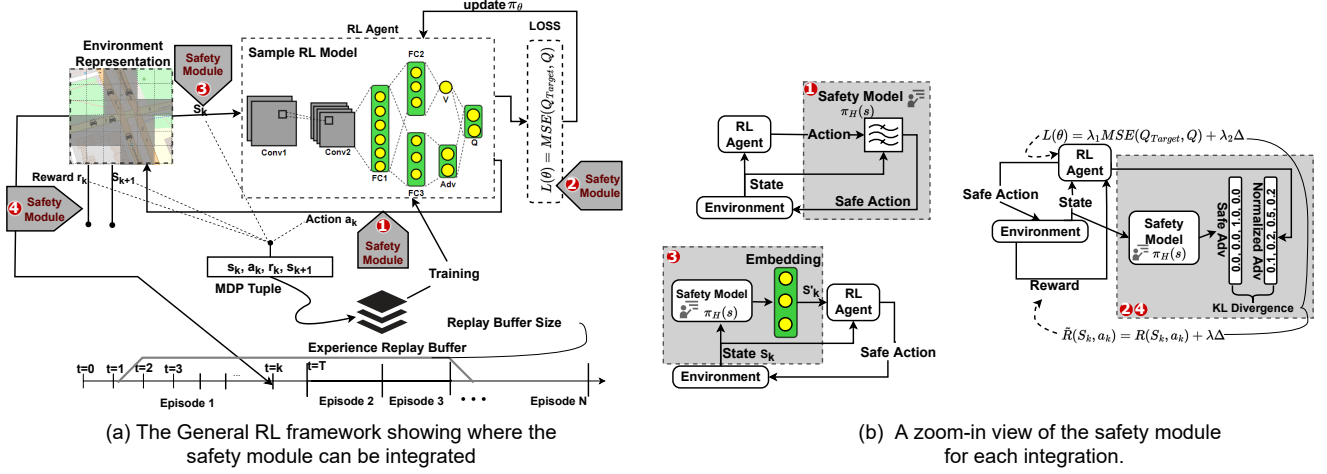 update π_θ
RL Agent
LOSS
Environment
Representation
Safety
Module
3
S_k
Sample RL Model
FC2
V
Q
Conv1
Conv2
FC1
FC3
Adv
L(θ) = MSE(Q_Target, Q)
2
Safety
Module
Reward r_k
S_k+1
4
Safety
Module
Action a_k
1
Safety
Module
s_k, a_k, r_k, s_k+1
MDP Tuple
Training
Replay Buffer Size
Experience Replay Buffer
t=0
t=1
t=2
t=3
...
t=k
t=T
Episode 1
Episode 2
Episode 3
• • •
Episode N
(a) The General RL framework showing where the
safety module can be integrated
1
Safety Model
π_H(s)
RL
Agent
Action
State
Environment
Safe Action
3
Embedding
Safety Model
π_H(s)
S'_k
RL
Agent
State S_k
Safe Action
Environment
L(θ) = λ_1MSE(Q_Target, Q) + λ_2Δ
RL
Agent
Safe Action
State
Environment
Safety
Model
π_H(s)
Safe Adv
0.0, 0.0, 1.0, 0.0
Normalized Adv
0.1, 0.2, 0.5, 0.2
Reward
2 4
KL Divergence
R̃(S_k, a_k) = R(S_k, a_k) + λΔ
(b) A zoom-in view of the safety module
for each integration.